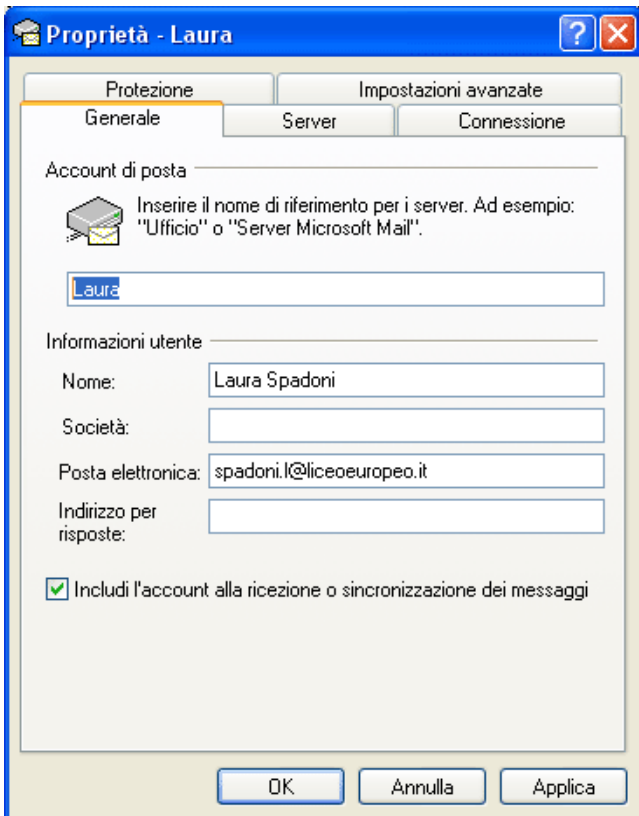 Proprietà - Laura
Protezione
Impostazioni avanzate
Generale
Server
Connessione
Account di posta
Inserire il nome di riferimento per i server. Ad esempio:
"Ufficio" o "Server Microsoft Mail".
Laura
Informazioni utente
Nome:
Laura Spadoni
Società:
Posta elettronica:
spadoni.l@liceoeuropeo.it
Indirizzo per
risposte:
Includi l'account alla ricezione o sincronizzazione dei messaggi
OK
Annulla
Applica